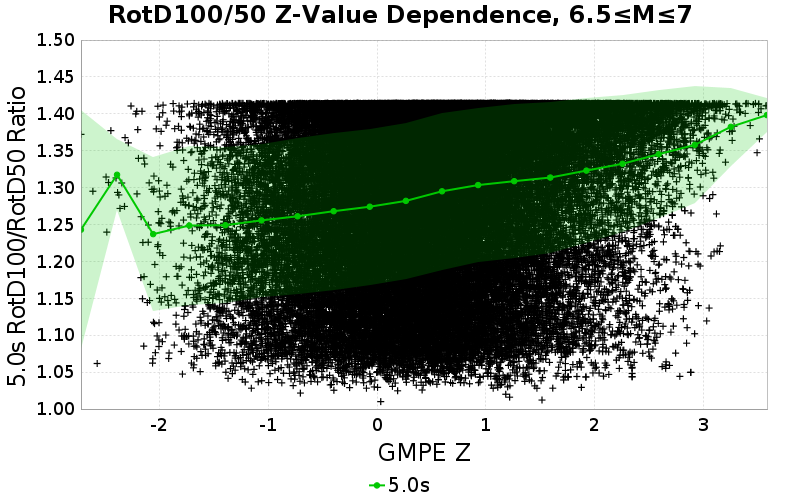 RotD100/50 Z-Value Dependence, 6.5≤M≤7
5.0s RotD100/RotD50 Ratio
1.50
1.45
1.40
1.35
1.30
1.25
1.20
1.15
1.10
1.05
1.00
-2 -1 0 1 2 3
GMPE Z
5.0s